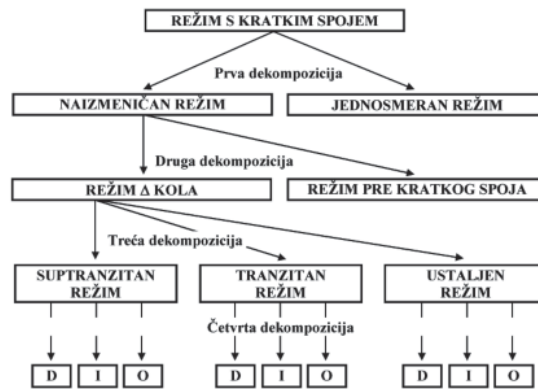 REŽIM S KRATKIM SPOJEM
Prva dekompozicija
NAIZMENIČAN REŽIM
JEDNOSMERAN REŽIM
Druga dekompozicija
REŽIM Δ KOLA
REŽIM PRE KRATKOG SPOJA
Treća dekompozicija
SUPTRANZITAN
REŽIM
TRANZITAN
REŽIM
USTALJEN
REŽIM
Četvrta dekompozicija
D I O D I O D I O